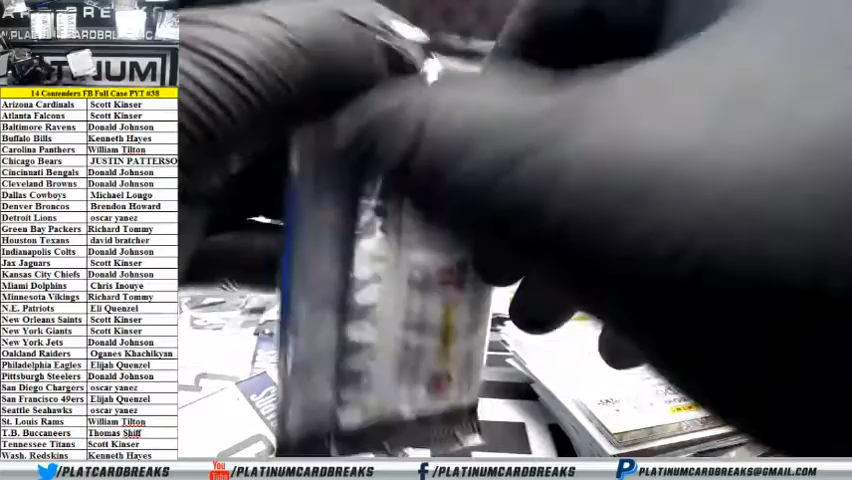 14 Contenders FB Full Case PYT #38
Arizona Cardinals Scott Kinser
Atlanta Falcons Scott Kinser
Baltimore Ravens Donald Johnson
Buffalo Bills Kenneth Hayes
Carolina Panthers William Tilton
Chicago Bears JUSTIN PATTERSO
Cincinnati Bengals Donald Johnson
Cleveland Browns Donald Johnson
Dallas Cowboys Michael Longo
Denver Broncos Brendon Howard
Detroit Lions oscar yanez
Green Bay Packers Richard Tommy
Houston Texans david bratcher
Indianapolis Colts Donald Johnson
Jax Jaguars Scott Kinser
Kansas City Chiefs Donald Johnson
Miami Dolphins Chris Inouye
Minnesota Vikings Richard Tommy
N.E. Patriots Eli Quenzel
New Orleans Saints Scott Kinser
New York Giants Scott Kinser
New York Jets Donald Johnson
Oakland Raiders Oganes Khachikyan
Philadelphia Eagles Elijah Quenzel
Pittsburgh Steelers Donald Johnson
San Diego Chargers oscar yanez
San Francisco 49ers Elijah Quenzel
Seattle Seahawks oscar yanez
St. Louis Rams William Tilton
T.B. Buccaneers Thomas Shiff
Tennessee Titans Scott Kinser
Wash. Redskins Kenneth Hayes
/PLATCARDBREAKS
You Tube /PLATINUMCARDBREAKS
f /PLATINUMCARDBREAKS
P PLATINUMCARDBREAKS@GMAIL.COM